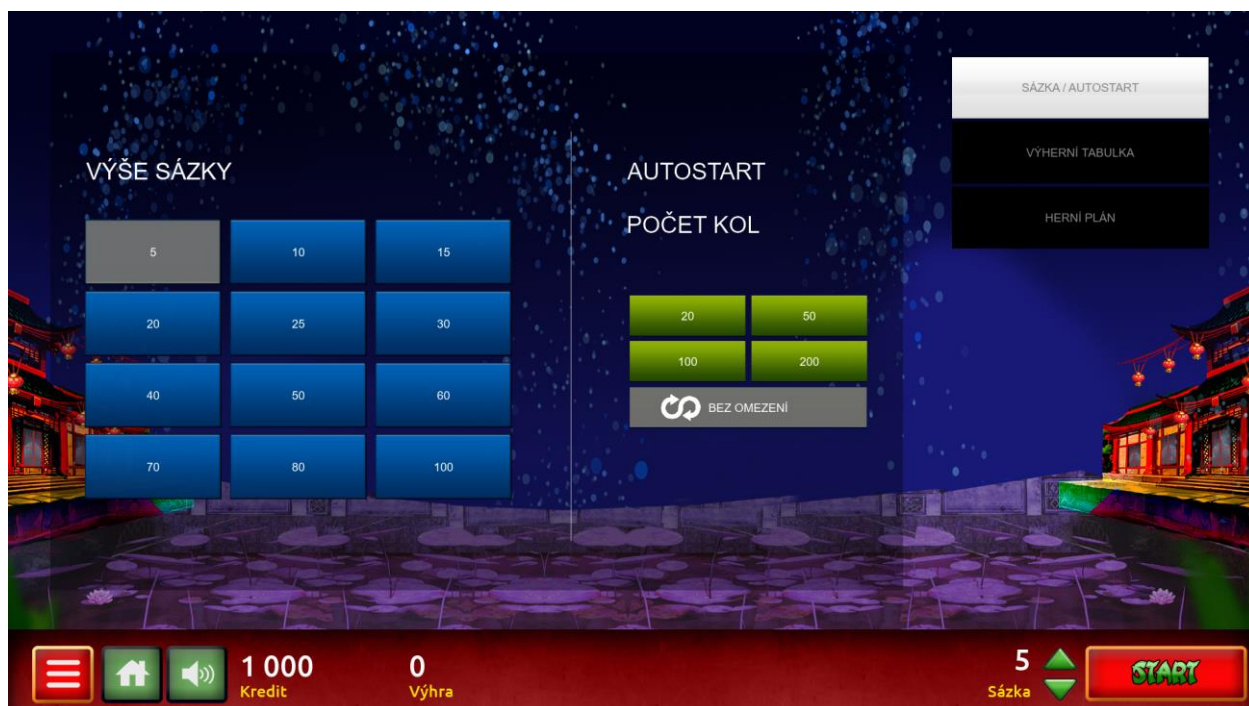 SÁZKA / AUTOSTART
VÝHERNÍ TABULKA
HERNÍ PLÁN
VÝŠE SÁZKY
5 10 15
20 25 30
40 50 60
70 80 100
AUTOSTART
POČET KOL
20 50
100 200
BEZ OMEZENÍ
1 000
Kredit
0
Výhra
5
Sázka
START